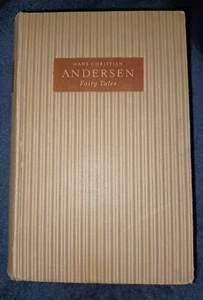 HANS CHRISTIAN
ANDERSEN
Fairy Tales